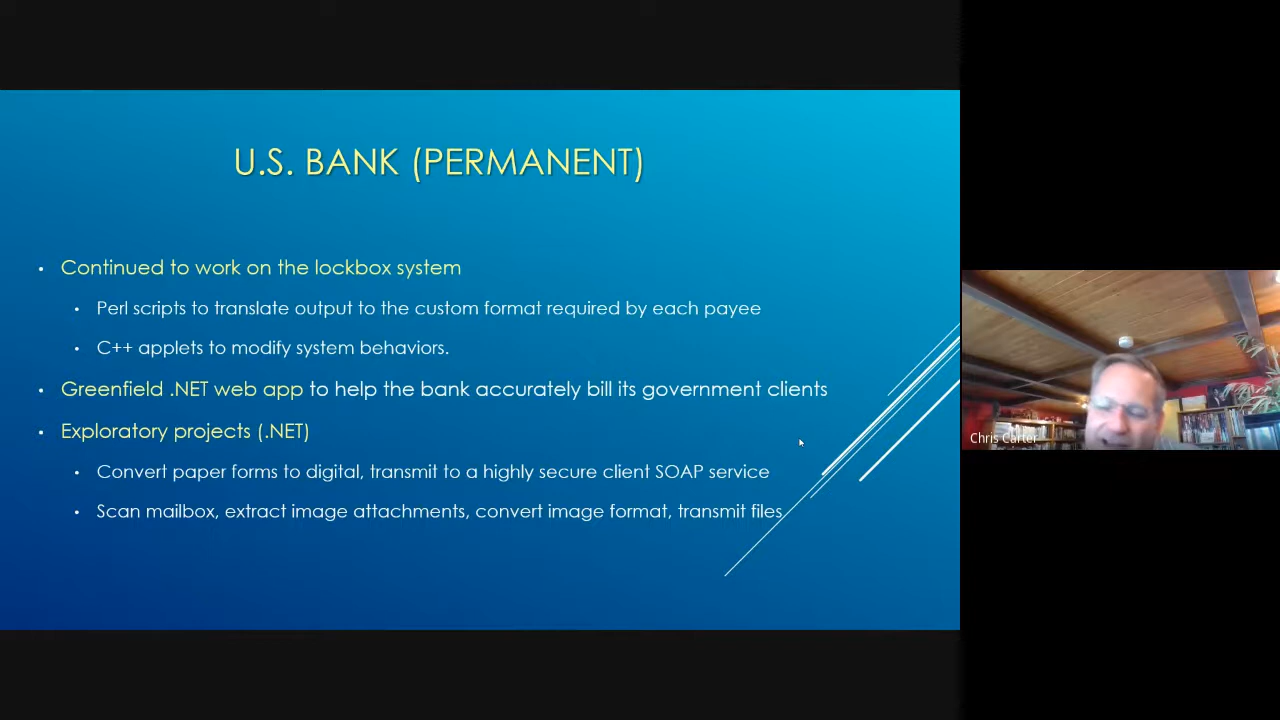 U.S. BANK (PERMANENT)
• Continued to work on the lockbox system
• Perl scripts to translate output to the custom format required by each payee
• C++ applets to modify system behaviors.
• Greenfield .NET web app to help the bank accurately bill its government clients
• Exploratory projects (.NET)
• Convert paper forms to digital, transmit to a highly secure client SOAP service
• Scan mailbox, extract image attachments, convert image format, transmit files
Chris Carter